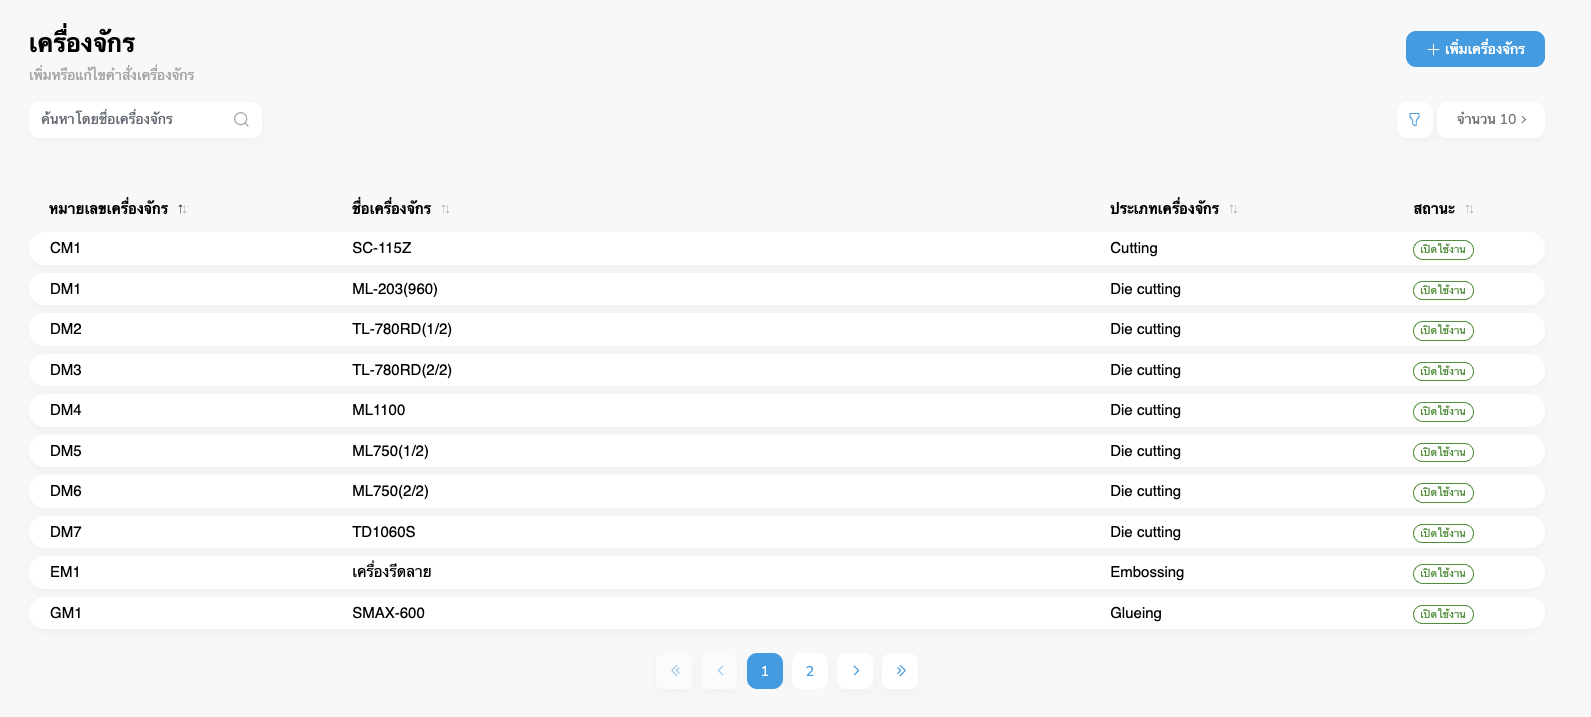 เครื่องจักร
เพิ่มหรือแก้ไขคำสั่งเครื่องจักร
+ เพิ่มเครื่องจักร
ค้นหาโดยชื่อเครื่องจักร
จำนวน 10 >
หมายเลขเครื่องจักร ชื่อเครื่องจักร ประเภทเครื่องจักร สถานะ
CM1 SC-115Z Cutting เปิดใช้งาน
DM1 ML-203(960) Die cutting เปิดใช้งาน
DM2 TL-780RD(1/2) Die cutting เปิดใช้งาน
DM3 TL-780RD(2/2) Die cutting เปิดใช้งาน
DM4 ML1100 Die cutting เปิดใช้งาน
DM5 ML750(1/2) Die cutting เปิดใช้งาน
DM6 ML750(2/2) Die cutting เปิดใช้งาน
DM7 TD1060S Die cutting เปิดใช้งาน
EM1 เครื่องรีดลาย Embossing เปิดใช้งาน
GM1 SMAX-600 Glueing เปิดใช้งาน
« < 1 2 > »